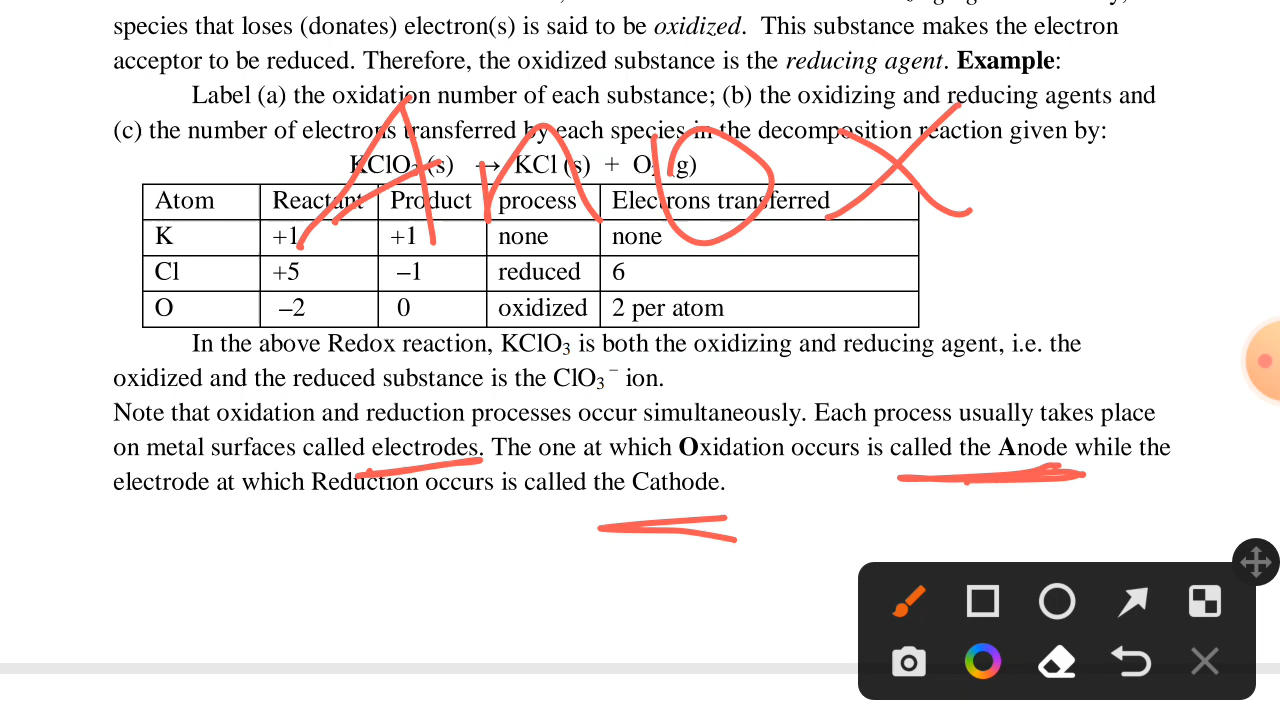 species that loses (donates) electron(s) is said to be oxidized. This substance makes the electron
acceptor to be reduced. Therefore, the oxidized substance is the reducing agent. Example:
Label (a) the oxidation number of each substance; (b) the oxidizing and reducing agents and
(c) the number of electrons transferred by each species in the decomposition reaction given by:
KClO₃ (s) → KCl (s) + O₂ (g)
An OX
Atom Reactant Product process Electrons transferred
K +1 +1 none none
Cl +5 –1 reduced 6
O –2 0 oxidized 2 per atom
In the above Redox reaction, KClO₃ is both the oxidizing and reducing agent, i.e. the
oxidized and the reduced substance is the ClO₃⁻ ion.
Note that oxidation and reduction processes occur simultaneously. Each process usually takes place
on metal surfaces called electrodes. The one at which Oxidation occurs is called the Anode while the
electrode at which Reduction occurs is called the Cathode.